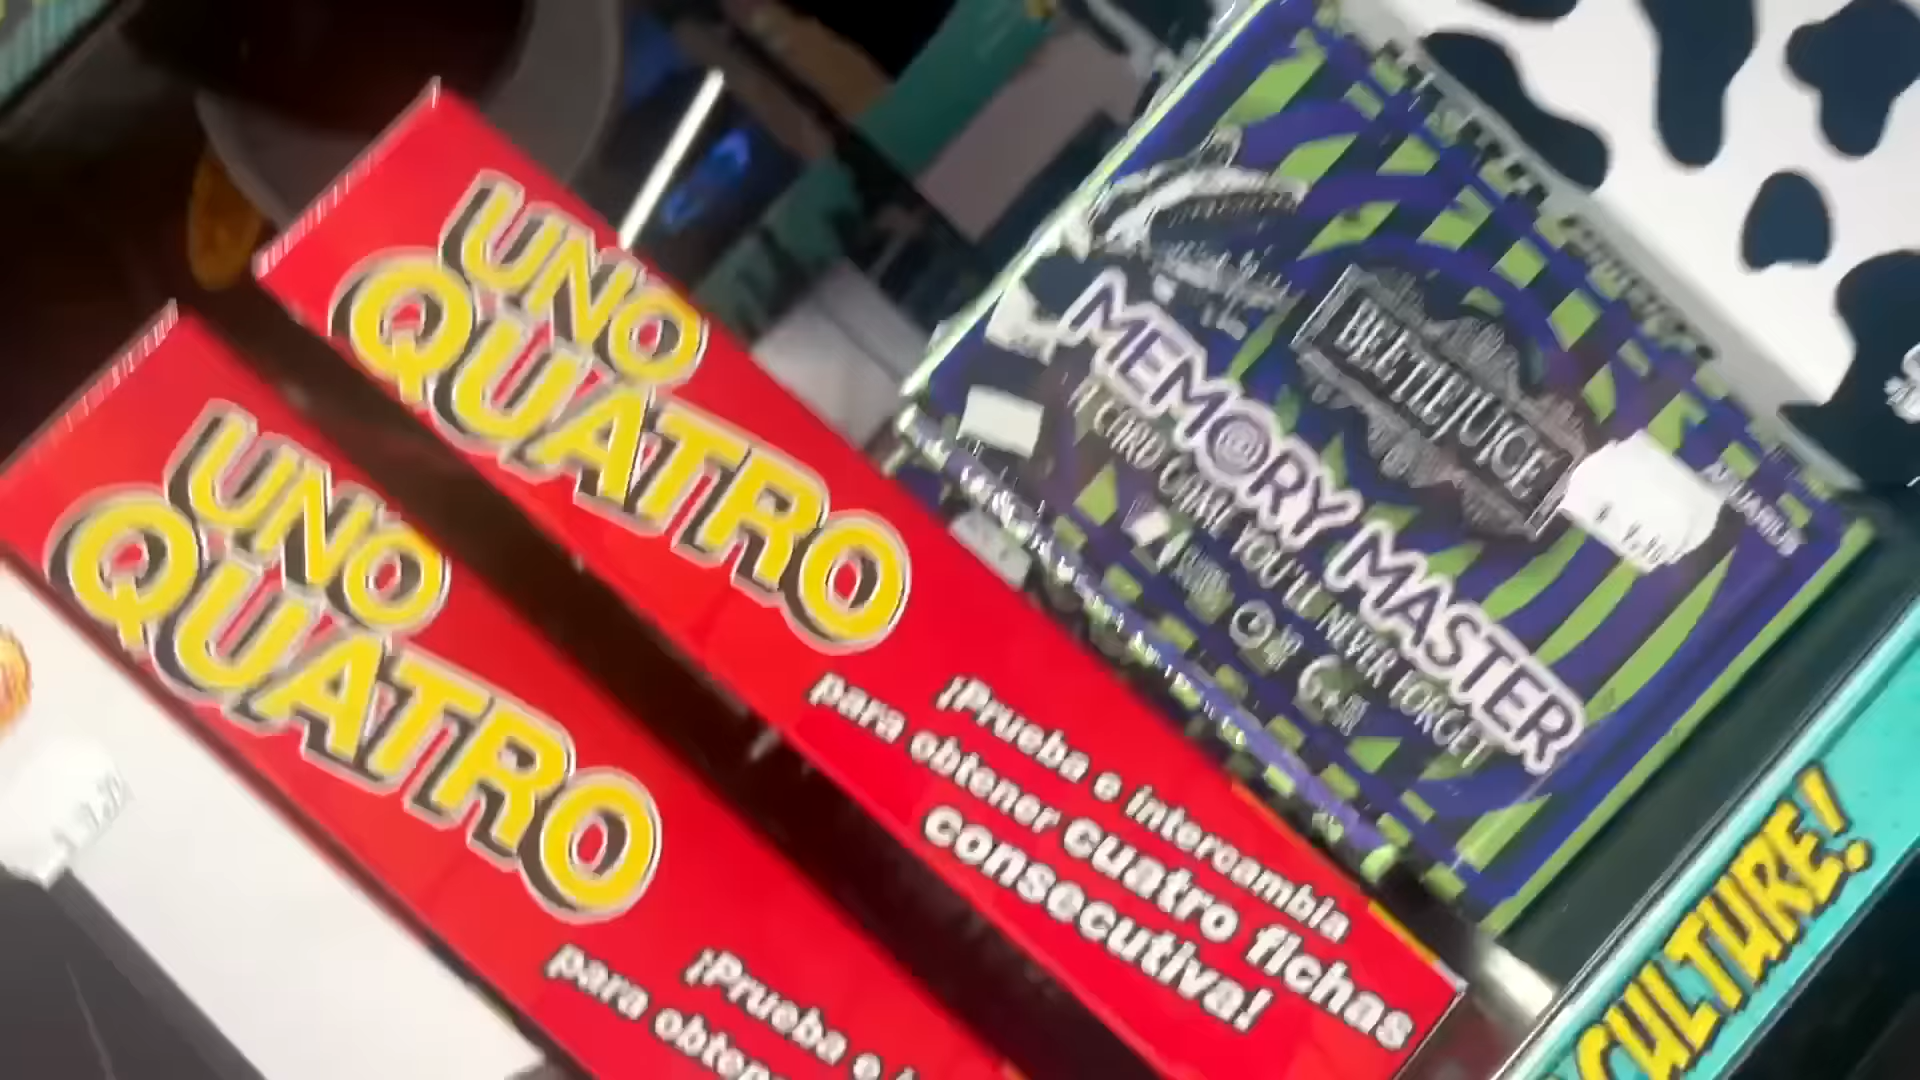 UNO
QUATRO
¡Prueba e intercambia
para obtener cuatro fichas
consecutiva!
UNO
QUATRO
¡Prueba e
para obten
BEETLEJUICE
MEMORY MASTER
A CARD GAME YOU'LL NEVER FORGET
AQUARIUS
CULTURE!